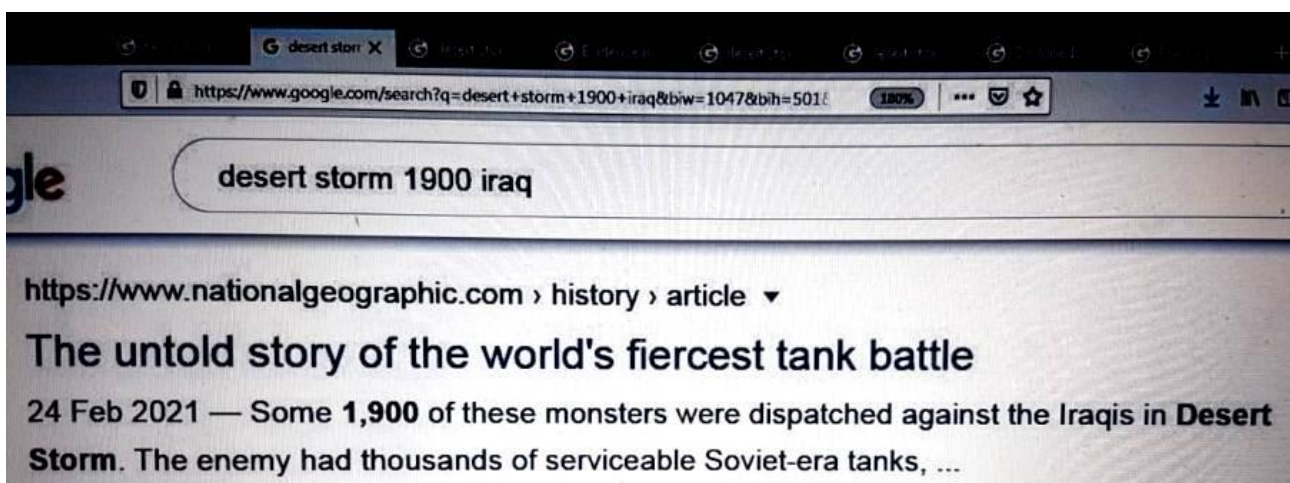 desert storr
https://www.google.com/search?q=desert+storm+1900+iraq&biw=1047&bih=501
180%
gle
desert storm 1900 iraq
https://www.nationalgeographic.com › history › article
The untold story of the world's fiercest tank battle
24 Feb 2021 — Some 1,900 of these monsters were dispatched against the Iraqis in Desert
Storm. The enemy had thousands of serviceable Soviet-era tanks, ...